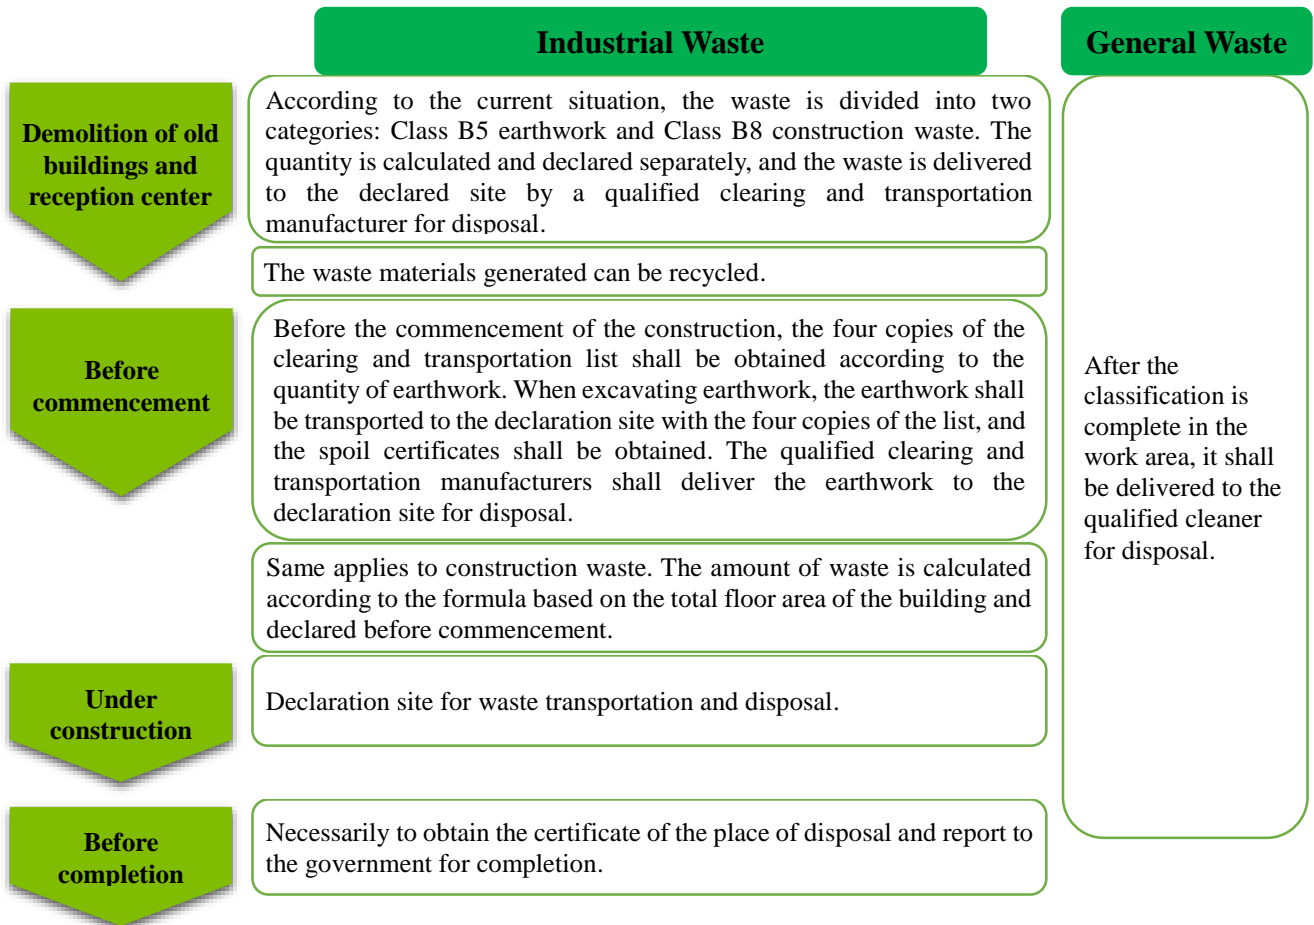 Industrial Waste
General Waste
Demolition of old
buildings and
reception center
According to the current situation, the waste is divided into two
categories: Class B5 earthwork and Class B8 construction waste. The
quantity is calculated and declared separately, and the waste is delivered
to the declared site by a qualified clearing and transportation
manufacturer for disposal.
The waste materials generated can be recycled.
Before
commencement
Before the commencement of the construction, the four copies of the
clearing and transportation list shall be obtained according to the
quantity of earthwork. When excavating earthwork, the earthwork shall
be transported to the declaration site with the four copies of the list, and
the spoil certificates shall be obtained. The qualified clearing and
transportation manufacturers shall deliver the earthwork to the
declaration site for disposal.
Same applies to construction waste. The amount of waste is calculated
according to the formula based on the total floor area of the building and
declared before commencement.
Under
construction
Declaration site for waste transportation and disposal.
Before
completion
Necessarily to obtain the certificate of the place of disposal and report to
the government for completion.
After the
classification is
complete in the
work area, it shall
be delivered to the
qualified cleaner
for disposal.